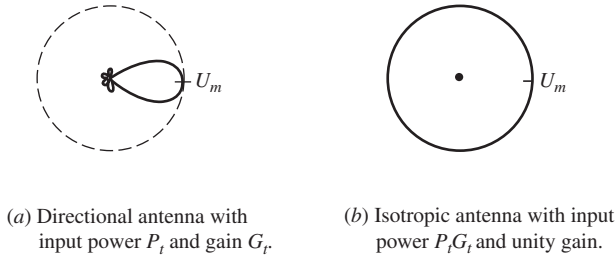 U_m
U_m
(a) Directional antenna with
input power P_t and gain G_t.
(b) Isotropic antenna with input
power P_tG_t and unity gain.